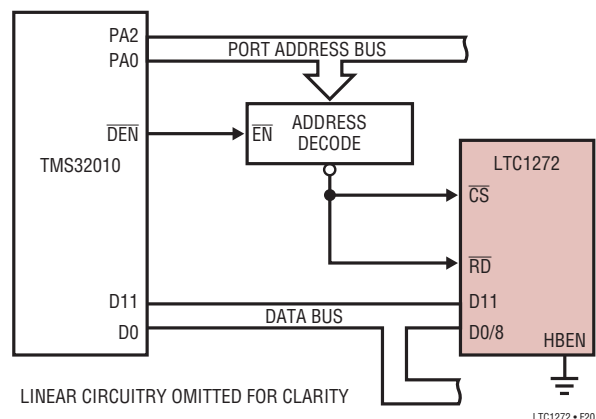 PA2
PA0
PORT ADDRESS BUS
DEN
EN
ADDRESS
DECODE
TMS32010
LTC1272
CS
RD
D11
D0
DATA BUS
D11
D0/8
HBEN
LINEAR CIRCUITRY OMITTED FOR CLARITY
LTC1272 • F20